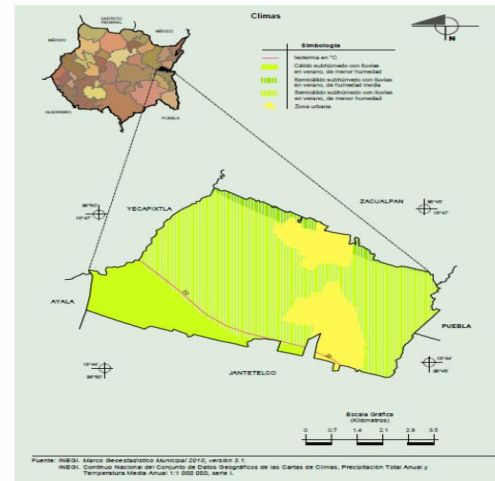 Climas
DISTRITO
FEDERAL
MÉXICO
MÉXICO
GUERRERO
PUEBLA
N
Simbología
Isoterma en °C
Cálido subhúmedo con lluvias
en verano, de menor humedad
Semicálido subhúmedo con lluvias
en verano, de humedad media
Semicálido subhúmedo con lluvias
en verano, de menor humedad
Zona urbana
YECAPIXTLA
ZACUALPAN
AYALA
PUEBLA
JANTETELCO
Escala Gráfica
(Kilómetros)
0 0.7 1.4 2.1 2.8 3.5
Fuente: INEGI. Marco Geoestadístico Municipal 2010, versión 3.1.
INEGI. Continuo Nacional del Conjunto de Datos Geográficos de las Cartas de Climas, Precipitación Total Anual y
Temperatura Media Anual 1:1 000 000, serie I.